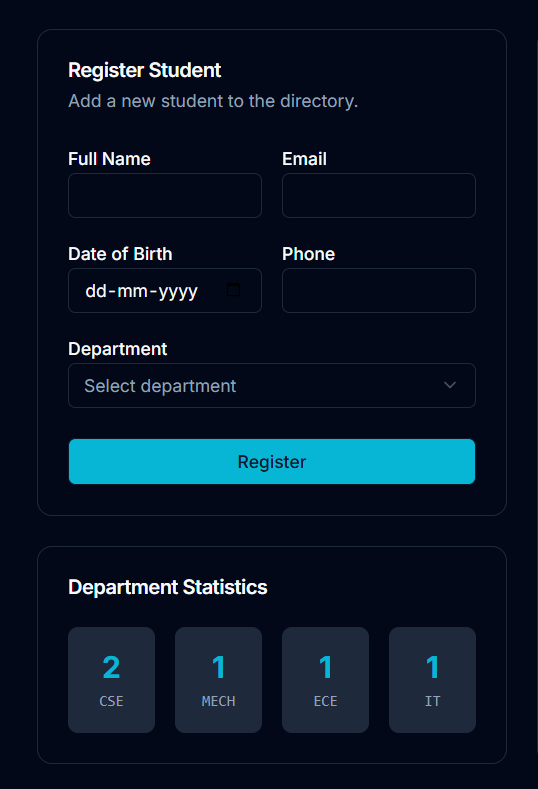 Register Student
Add a new student to the directory.
Full Name Email
Date of Birth Phone
dd-mm-yyyy
Department
Select department
Register
Department Statistics
2 1 1 1
CSE MECH ECE IT